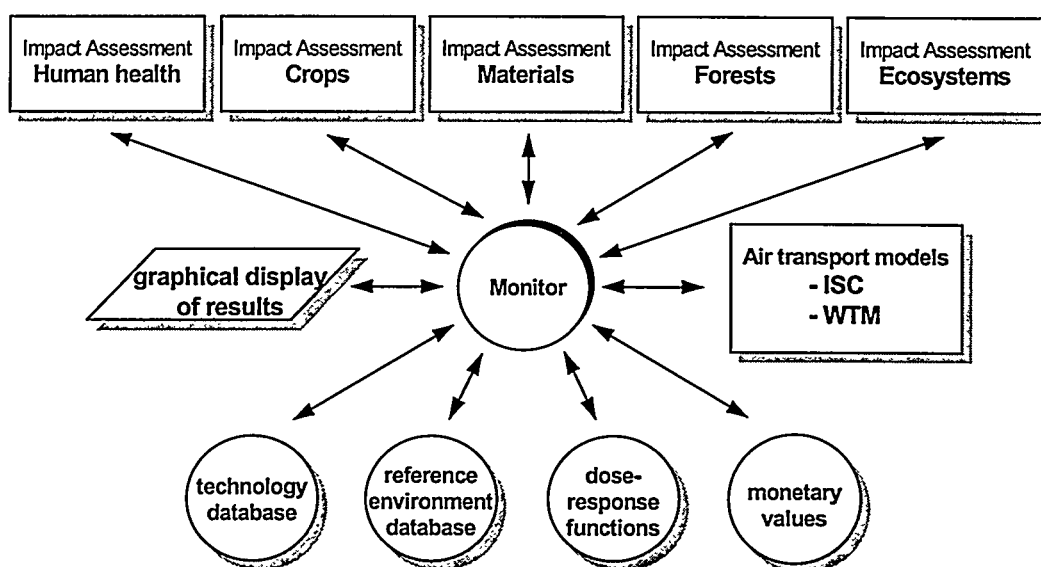 Impact Assessment
Human health
Impact Assessment
Crops
Impact Assessment
Materials
Impact Assessment
Forests
Impact Assessment
Ecosystems
graphical display
of results
Monitor
Air transport models
- ISC
- WTM
technology
database
reference
environment
database
dose-
response
functions
monetary
values